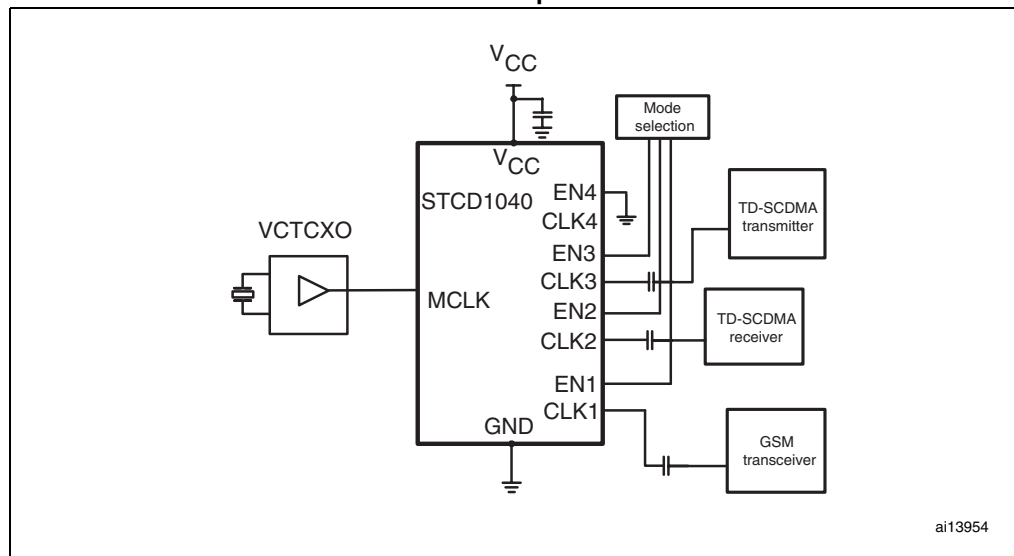 VCC
Mode
selection
VCC
STCD1040
EN4
CLK4
TD-SCDMA
transmitter
VCTCXO
EN3
CLK3
MCLK
EN2
CLK2
TD-SCDMA
receiver
EN1
CLK1
GND
GSM
transceiver
ai13954